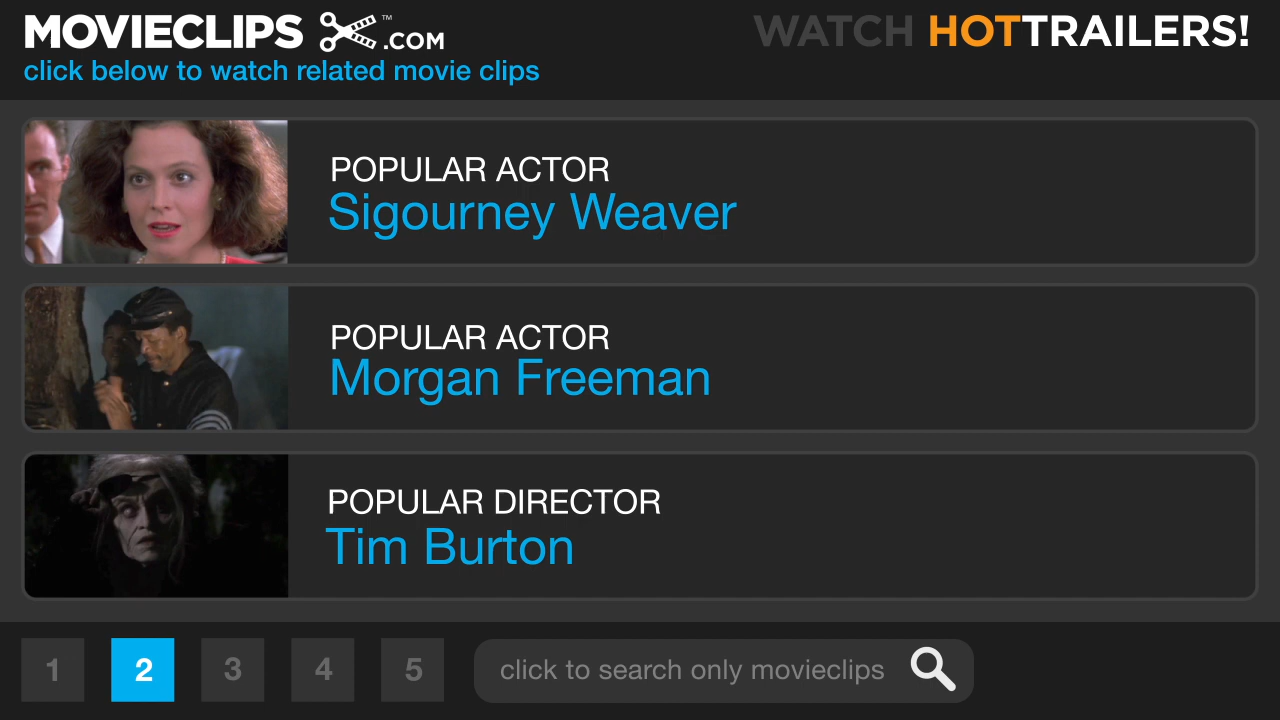 MOVIECLIPS ™ .COM
WATCH HOTTRAILERS!
click below to watch related movie clips
POPULAR ACTOR
Sigourney Weaver
POPULAR ACTOR
Morgan Freeman
POPULAR DIRECTOR
Tim Burton
1 2 3 4 5 click to search only movieclips